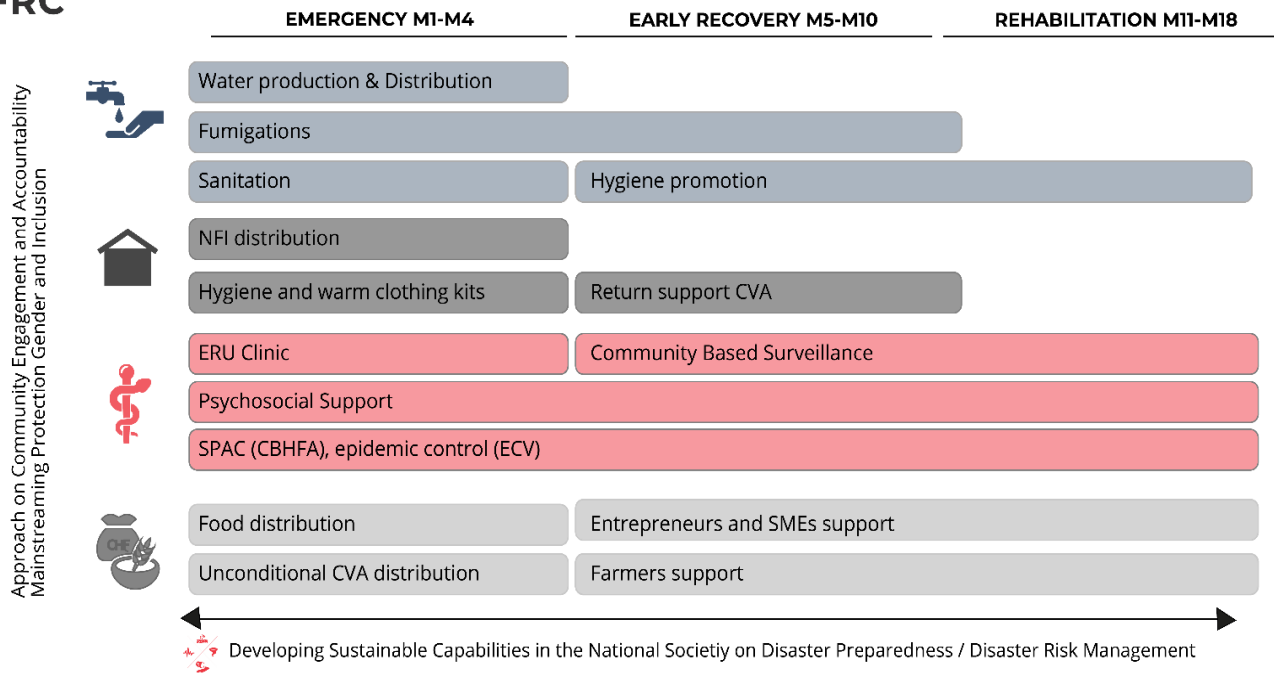 FRC
EMERGENCY M1-M4
EARLY RECOVERY M5-M10
REHABILITATION M11-M18
Approach on Community Engagement and Accountability
Mainstreaming Protection Gender and Inclusion
Water production & Distribution
Fumigations
Sanitation
Hygiene promotion
NFI distribution
Hygiene and warm clothing kits
Return support CVA
ERU Clinic
Community Based Surveillance
Psychosocial Support
SPAC (CBHFA), epidemic control (ECV)
CHF
Food distribution
Entrepreneurs and SMEs support
Unconditional CVA distribution
Farmers support
Developing Sustainable Capabilities in the National Societiy on Disaster Preparedness / Disaster Risk Management